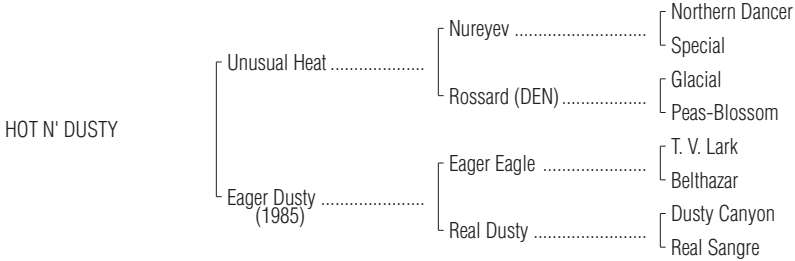 Northern Dancer
Nureyev ............................
Special
Unusual Heat ....................
Glacial
Rossard (DEN) ..................
Peas-Blossom
HOT N' DUSTY
T. V. Lark
Eager Eagle ......................
Belthazar
Eager Dusty ......................
(1985)
Dusty Canyon
Real Dusty ........................
Real Sangre